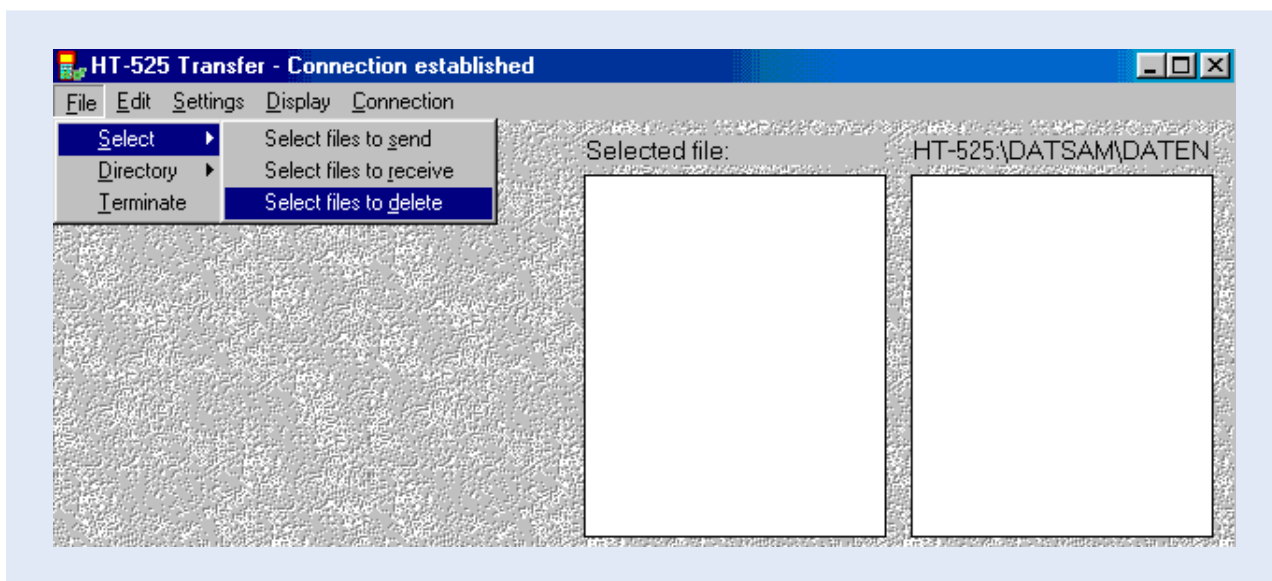 HT-525 Transfer - Connection established
File Edit Settings Display Connection
Select
Directory
Terminate
Select files to send
Select files to receive
Select files to delete
Selected file:
HT-525:\DATSAM\DATEN